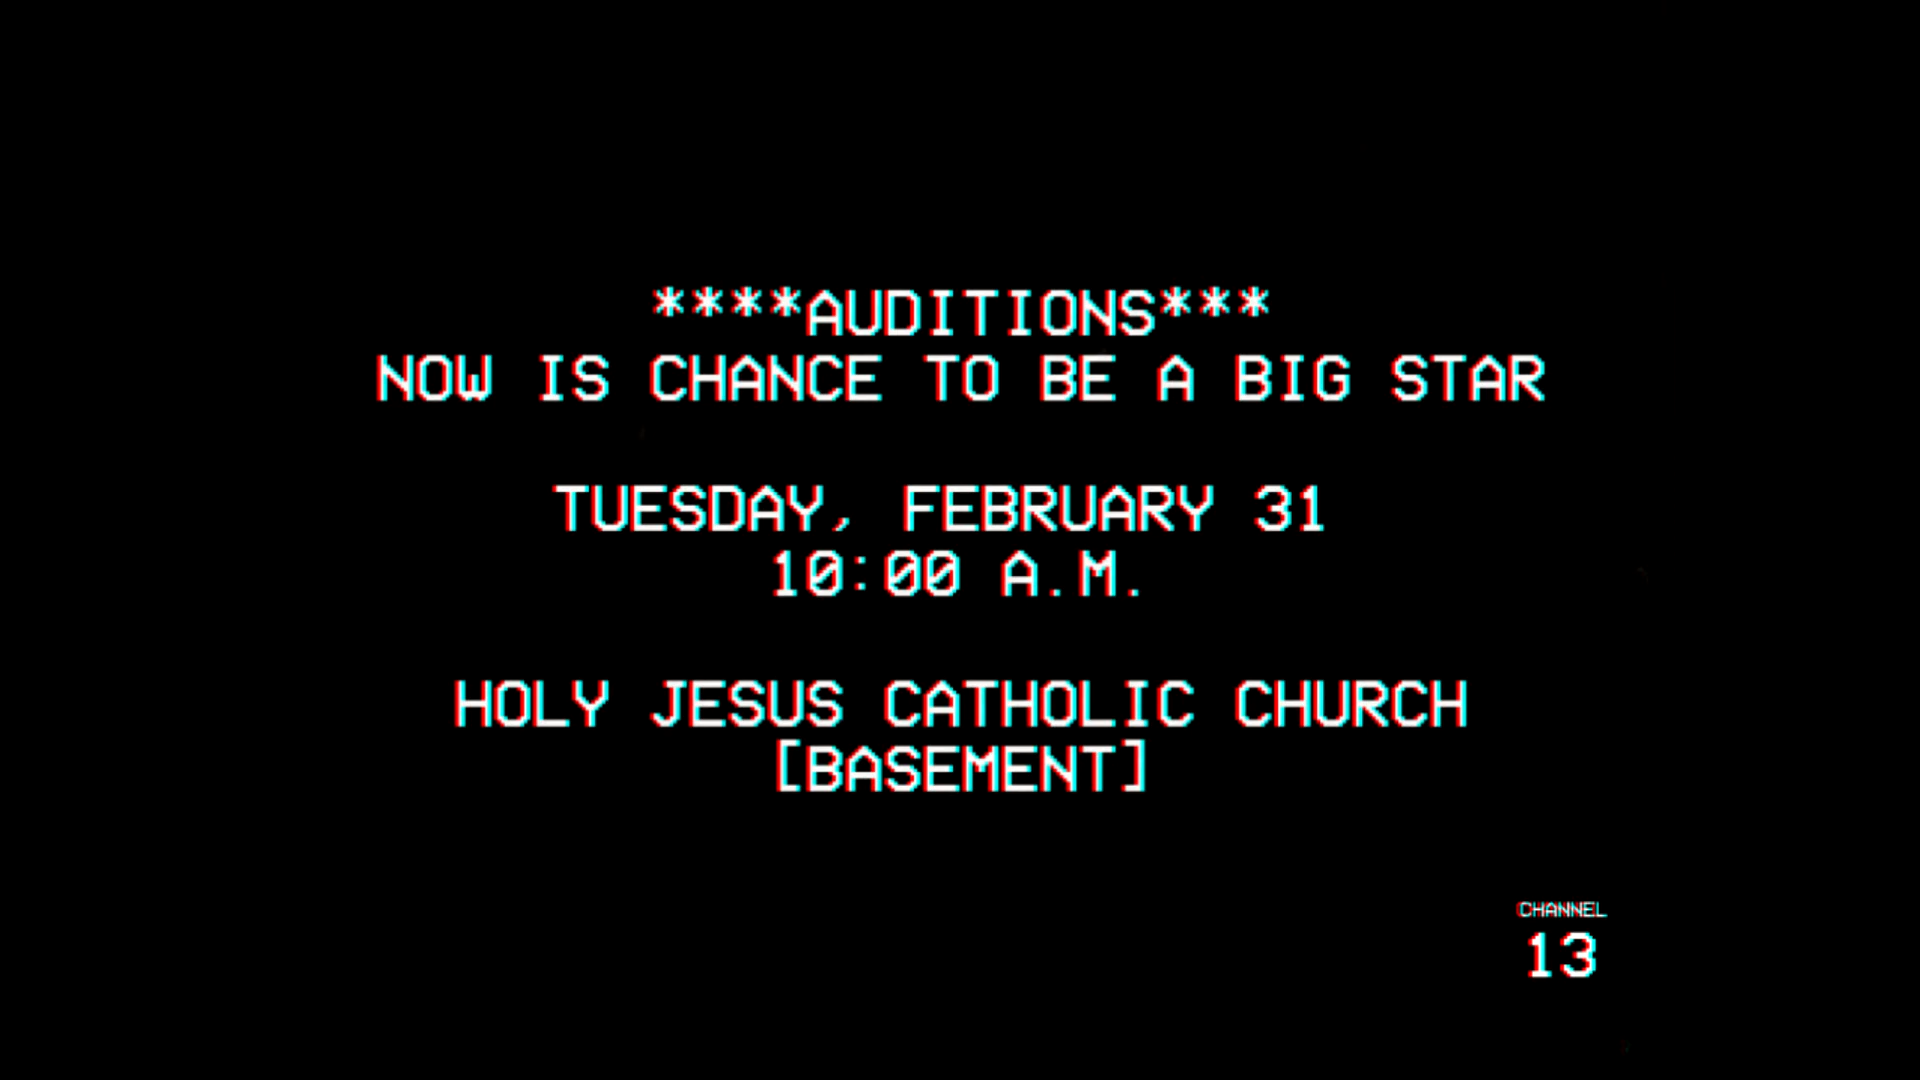 ****AUDITIONS***
NOW IS CHANCE TO BE A BIG STAR
TUESDAY, FEBRUARY 31
10:00 A.M.
HOLY JESUS CATHOLIC CHURCH
[BASEMENT]
CHANNEL
13